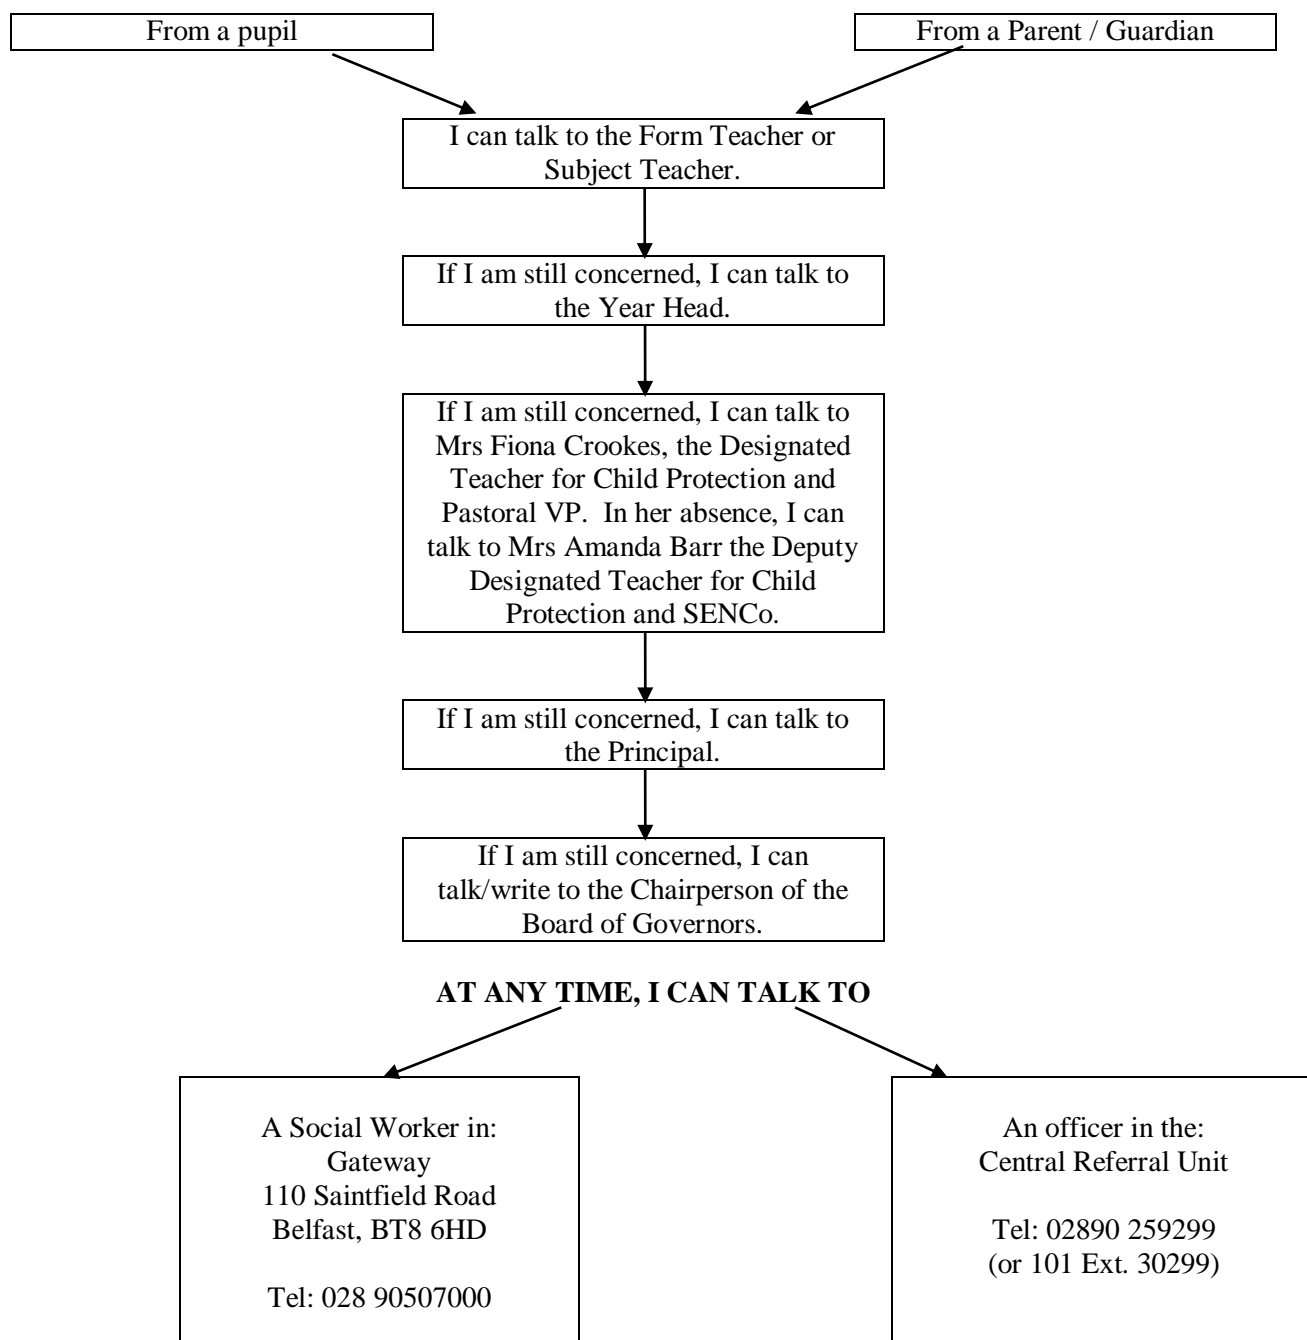 From a pupil
From a Parent / Guardian
I can talk to the Form Teacher or
Subject Teacher.
If I am still concerned, I can talk to
the Year Head.
If I am still concerned, I can talk to
Mrs Fiona Crookes, the Designated
Teacher for Child Protection and
Pastoral VP.  In her absence, I can
talk to Mrs Amanda Barr the Deputy
Designated Teacher for Child
Protection and SENCo.
If I am still concerned, I can talk to
the Principal.
If I am still concerned, I can
talk/write to the Chairperson of the
Board of Governors.
AT ANY TIME, I CAN TALK TO
A Social Worker in:
Gateway
110 Saintfield Road
Belfast, BT8 6HD
Tel: 028 90507000
An officer in the:
Central Referral Unit
Tel: 02890 259299
(or 101 Ext. 30299)